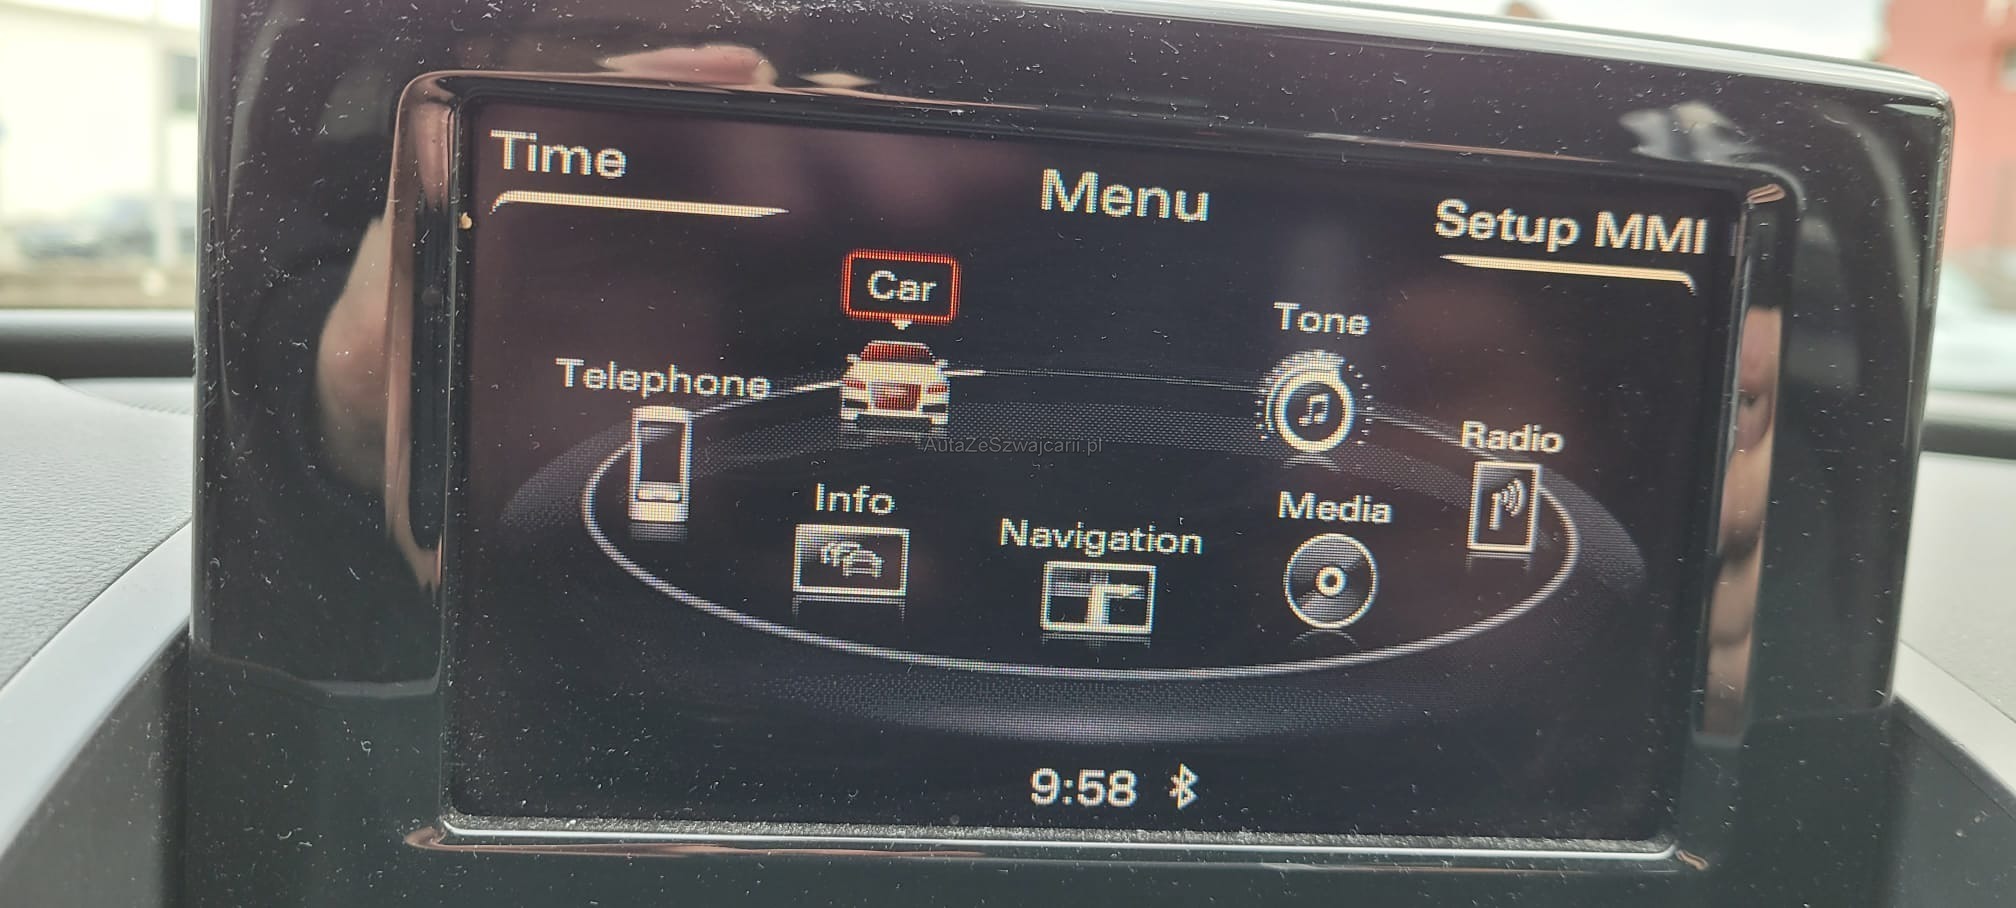 Time
Menu
Setup MMI
Car
Tone
Telephone
Radio
AutaZeSzwajcarii.pl
Info
Media
Navigation
9:58